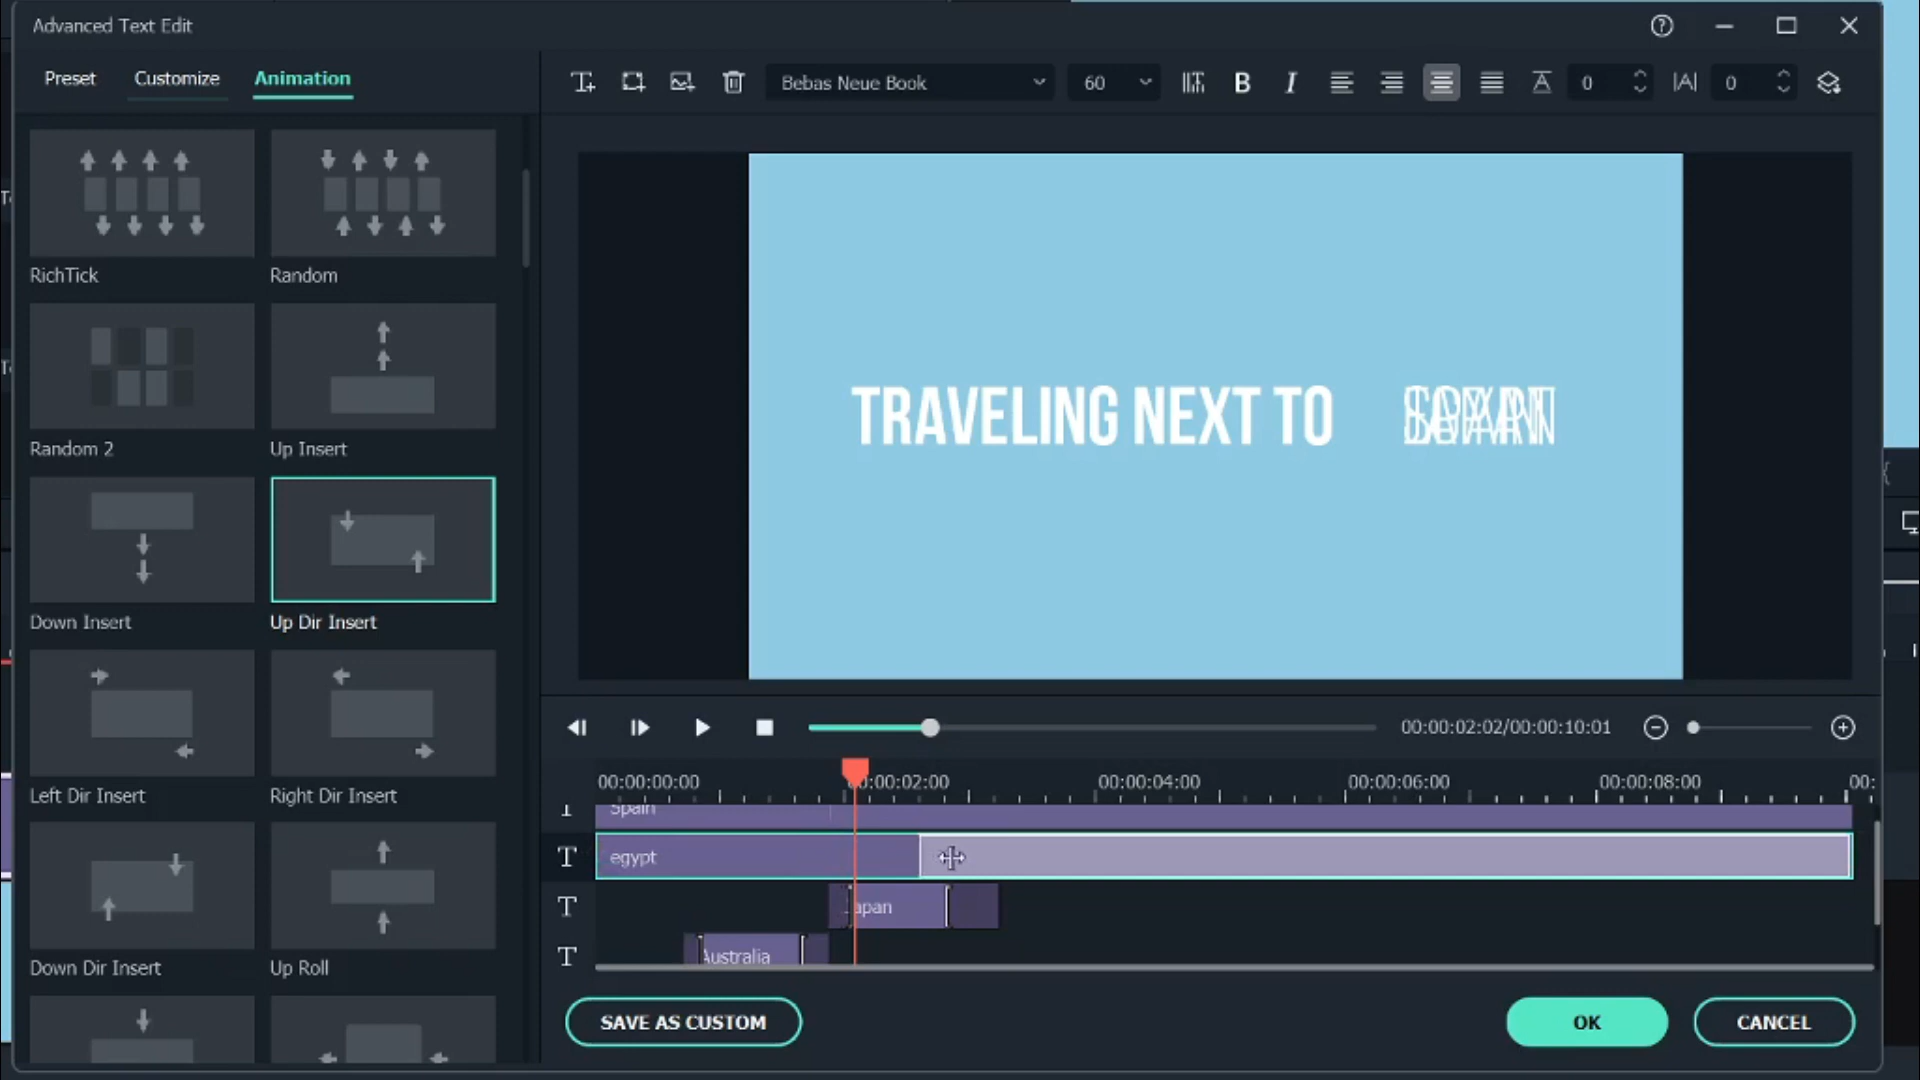 Advanced Text Edit
Preset Customize Animation
Bebas Neue Book 60 B I 0 0
RichTick Random
Random 2 Up Insert
Down Insert Up Dir Insert
Left Dir Insert Right Dir Insert
Down Dir Insert Up Roll
TRAVELING NEXT TO
00:00:02:02/00:00:10:01
00:00:00:00 00:00:02:00 00:00:04:00 00:00:06:00 00:00:08:00 00:
T Spain
T egypt
T Japan
T Australia
SAVE AS CUSTOM OK CANCEL